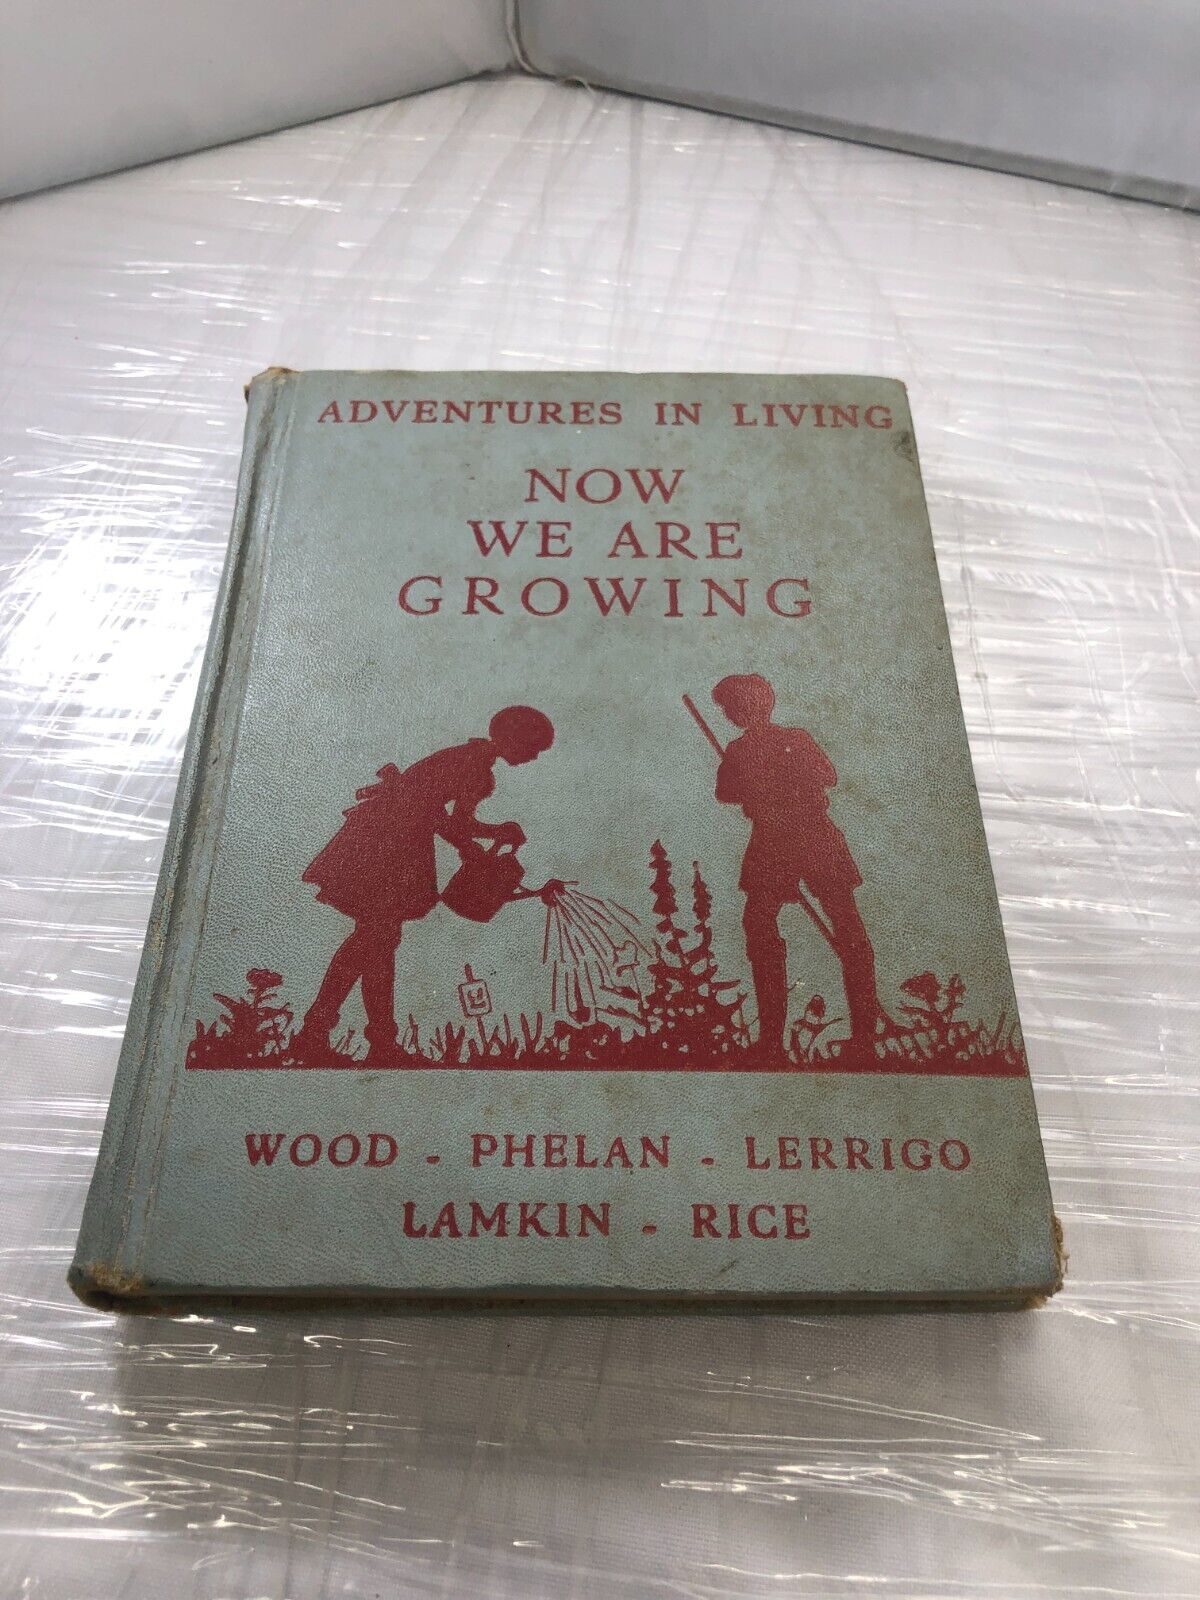 ADVENTURES IN LIVING
NOW
WE ARE
GROWING
WOOD - PHELAN - LERRIGO
LAMKIN - RICE